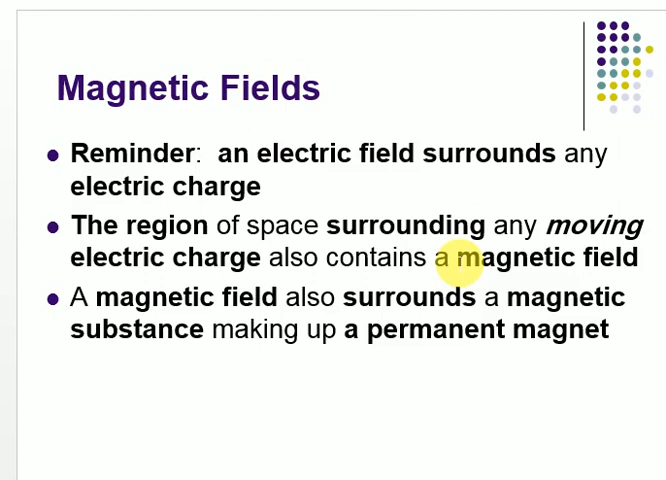 Magnetic Fields
Reminder: an electric field surrounds any
electric charge
The region of space surrounding any moving
electric charge also contains a magnetic field
A magnetic field also surrounds a magnetic
substance making up a permanent magnet